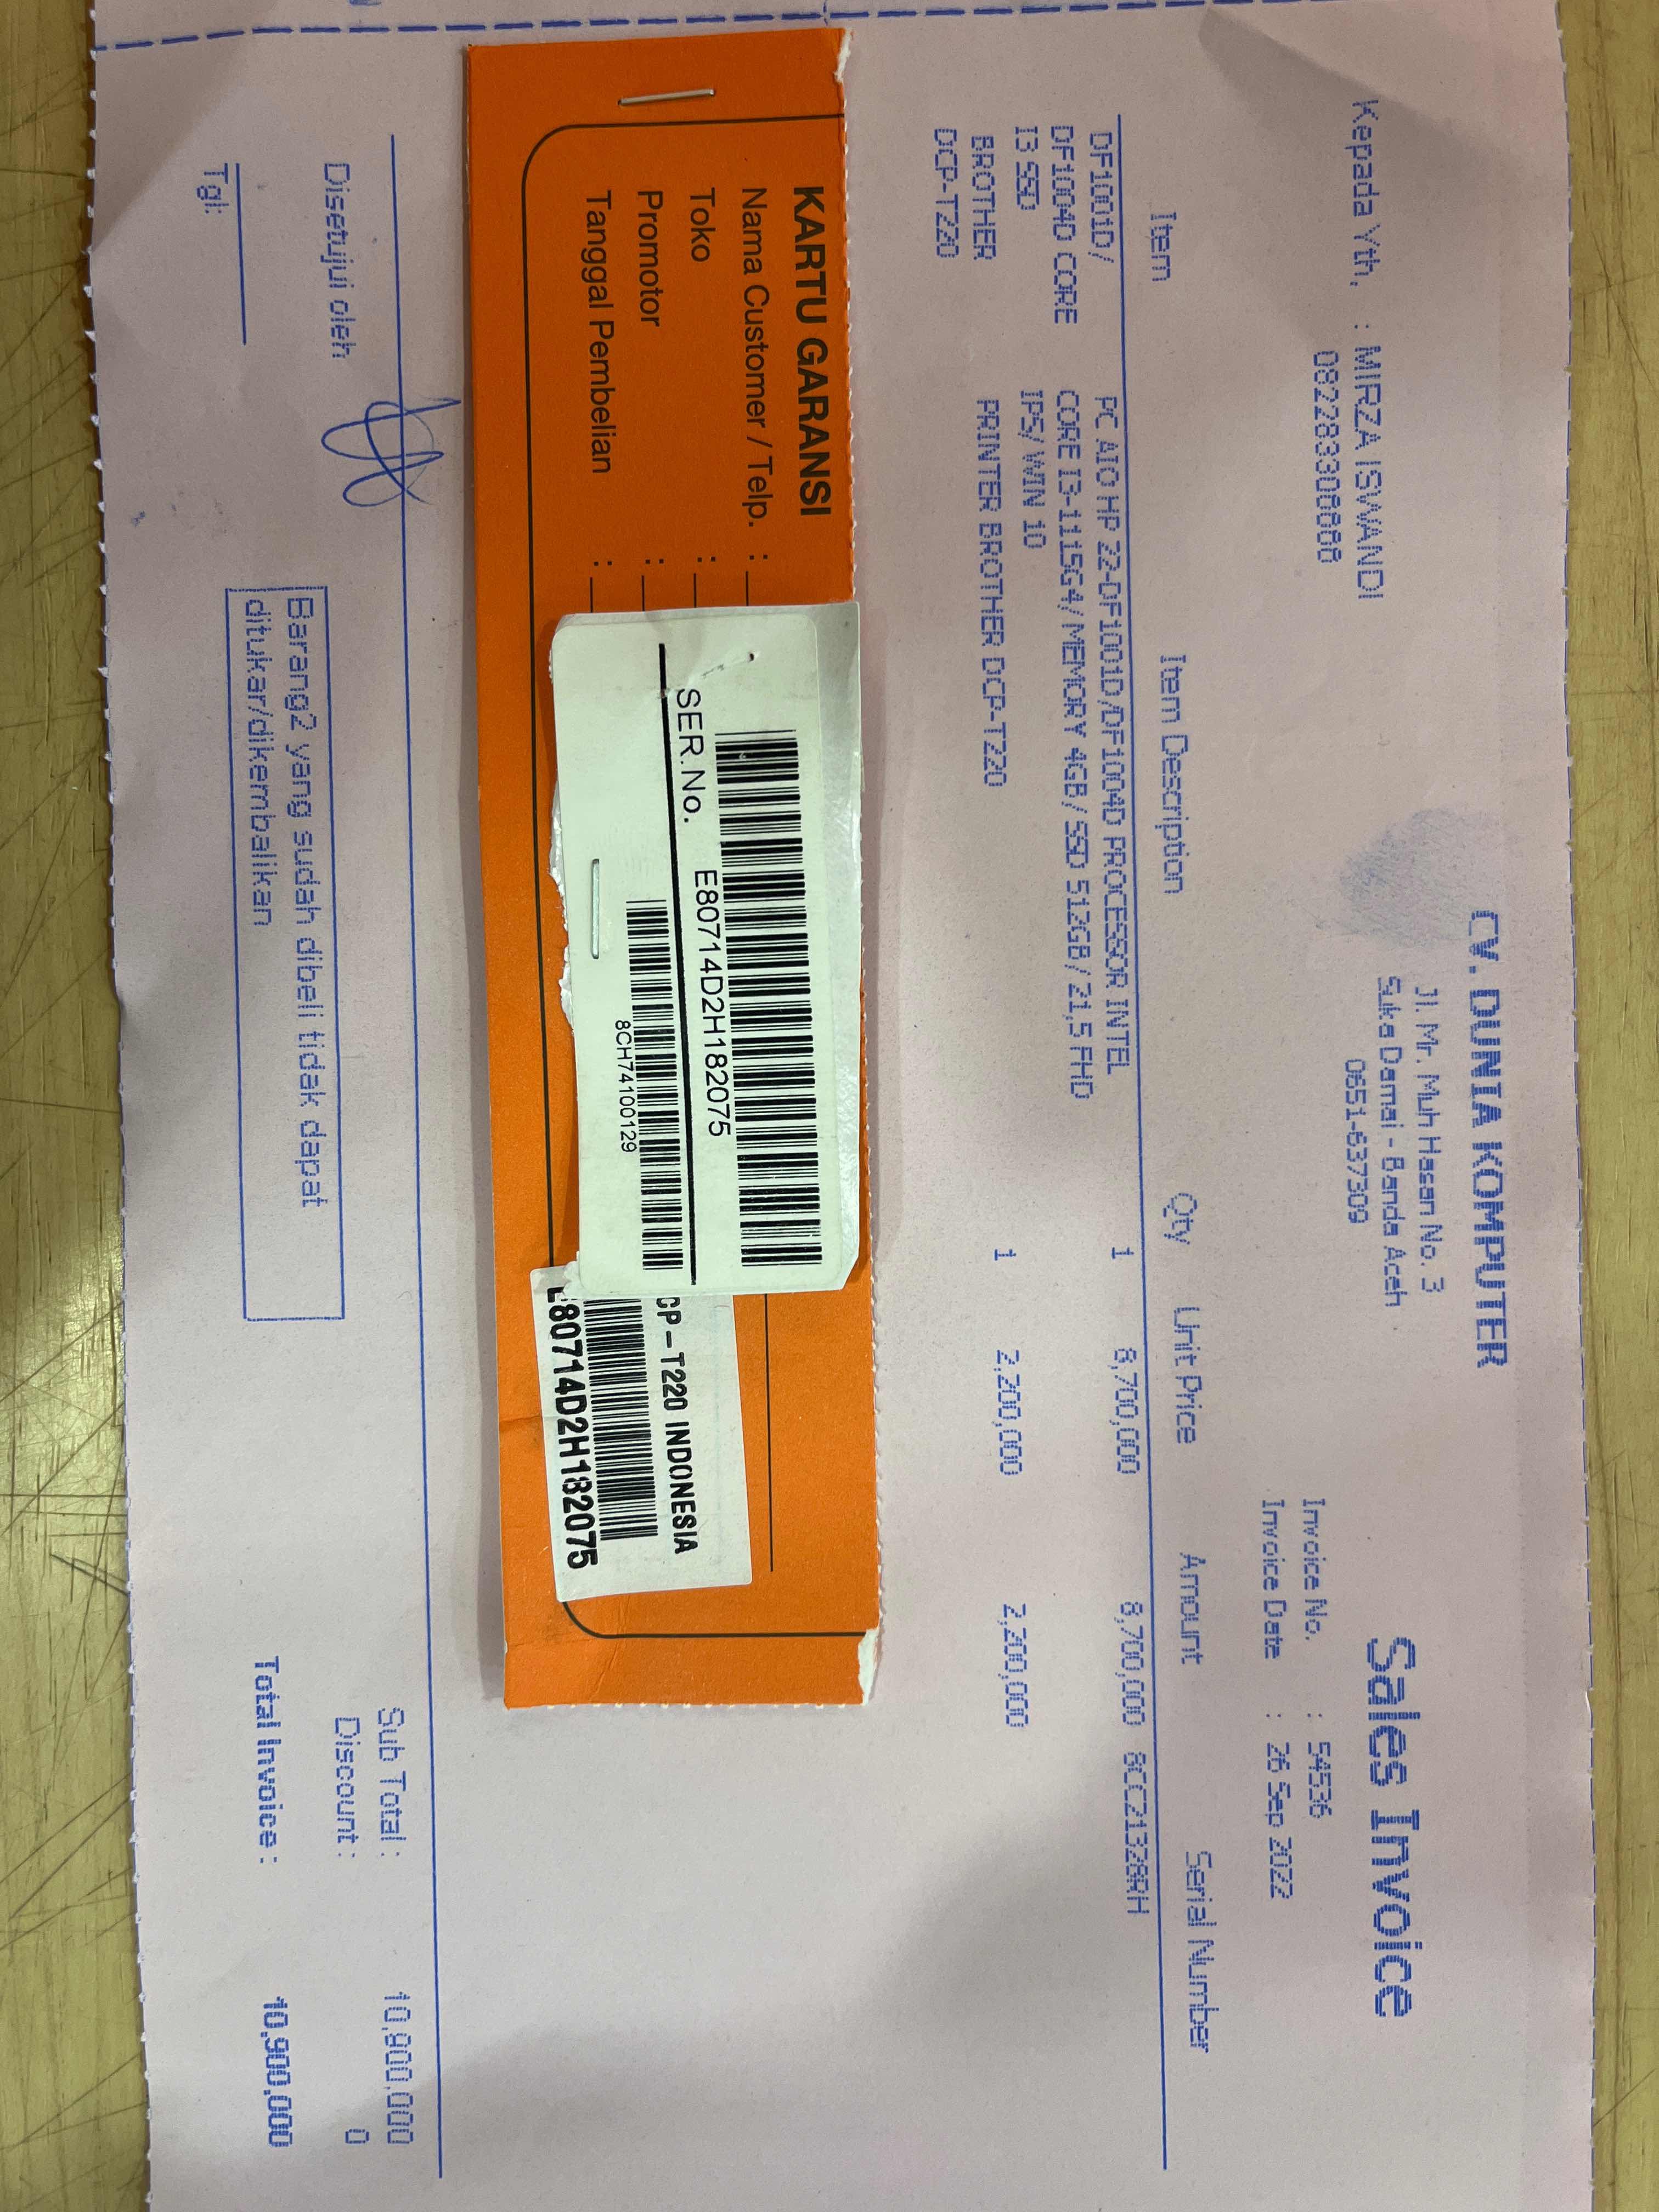 CV. DUNIA KOMPUTER
Jl. Mr. Muh Hasan No. 3
Suka Damai - Banda Aceh
0651-637309
Sales Invoice
Kepada Yth, : MIRZA ISWANDI
082283308888
Invoice No. : 54536
Invoice Date : 26 Sep 2022
Item Item Description Qty Unit Price Amount Serial Number
DF1001D/ PC AIO HP 22-DF1001D/DF1004D PROCESSOR INTEL 1 8,700,000 8,700,000 8CC21328RH
DF1004D CORE CORE I3-1115G4/ MEMORY 4GB/ SSD 512GB/ 21,5 FHD
I3 SSD IPS/ WIN 10
BROTHER PRINTER BROTHER DCP-T220 1 2,200,000 2,200,000
DCP-T220
KARTU GARANSI
Nama Customer / Telp. :
Toko :
Promotor :
Tanggal Pembelian :
SER. No. E80714D2H182075
8CH74100129
CP-T220 INDONESIA
E80714D2H182075
Sub Total : 10,900,000
Discount : 0
Total Invoice : 10,900,000
Disetujui oleh
Tgl:
Barang2 yang sudah dibeli tidak dapat
ditukar/dikembalikan